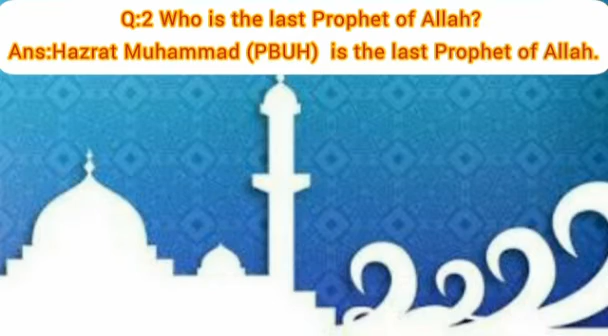 Q:2 Who is the last Prophet of Allah?
Ans:Hazrat Muhammad (PBUH) is the last Prophet of Allah.